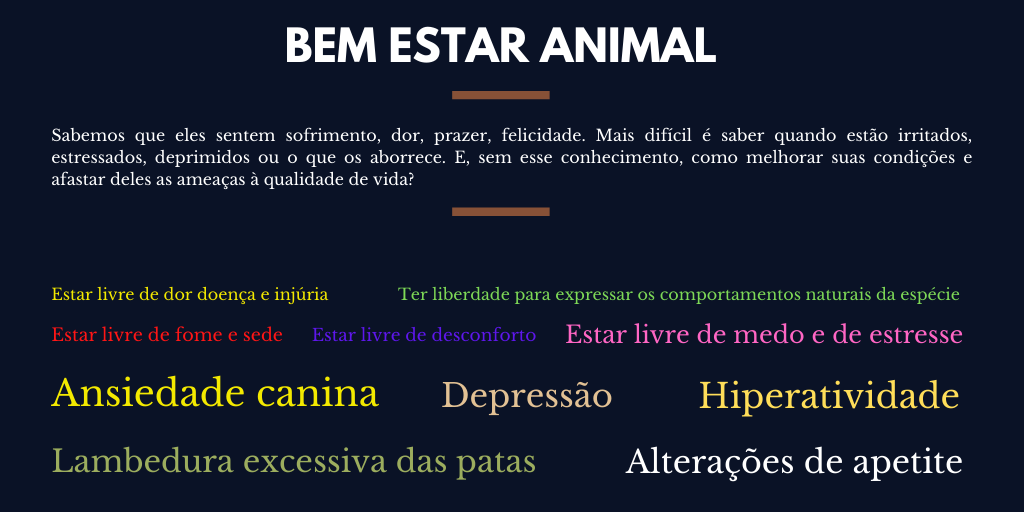 BEM ESTAR ANIMAL
Sabemos que eles sentem sofrimento, dor, prazer, felicidade. Mais difícil é saber quando estão irritados,
estressados, deprimidos ou o que os aborrece. E, sem esse conhecimento, como melhorar suas condições e
afastar deles as ameaças à qualidade de vida?
Estar livre de dor doença e injúria Ter liberdade para expressar os comportamentos naturais da espécie
Estar livre de fome e sede Estar livre de desconforto Estar livre de medo e de estresse
Ansiedade canina Depressão Hiperatividade
Lambedura excessiva das patas Alterações de apetite